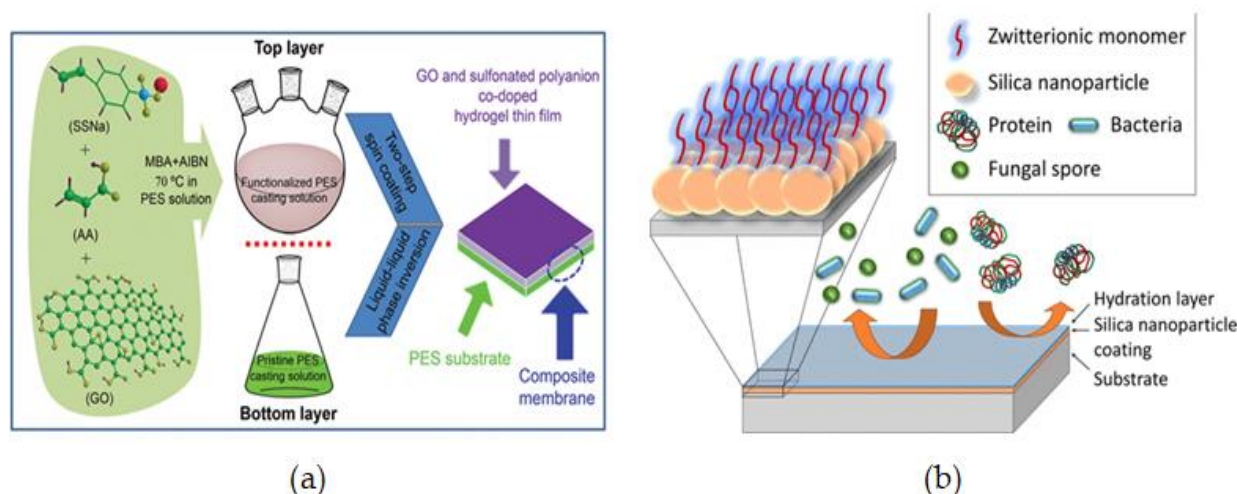 Top layer
(SSNa)
+
(AA)
+
(GO)
MBA+AIBN
70 ºC in
PES solution
Functionalized PES
casting solution
Pristine PES
casting solution
Bottom layer
Two-step
spin coating
Liquid-liquid
phase inversion
GO and sulfonated polyanion
co-doped
hydrogel thin film
PES substrate
Composite
membrane
(a)
Zwitterionic monomer
Silica nanoparticle
Protein
Bacteria
Fungal spore
Hydration layer
Silica nanoparticle
coating
Substrate
(b)